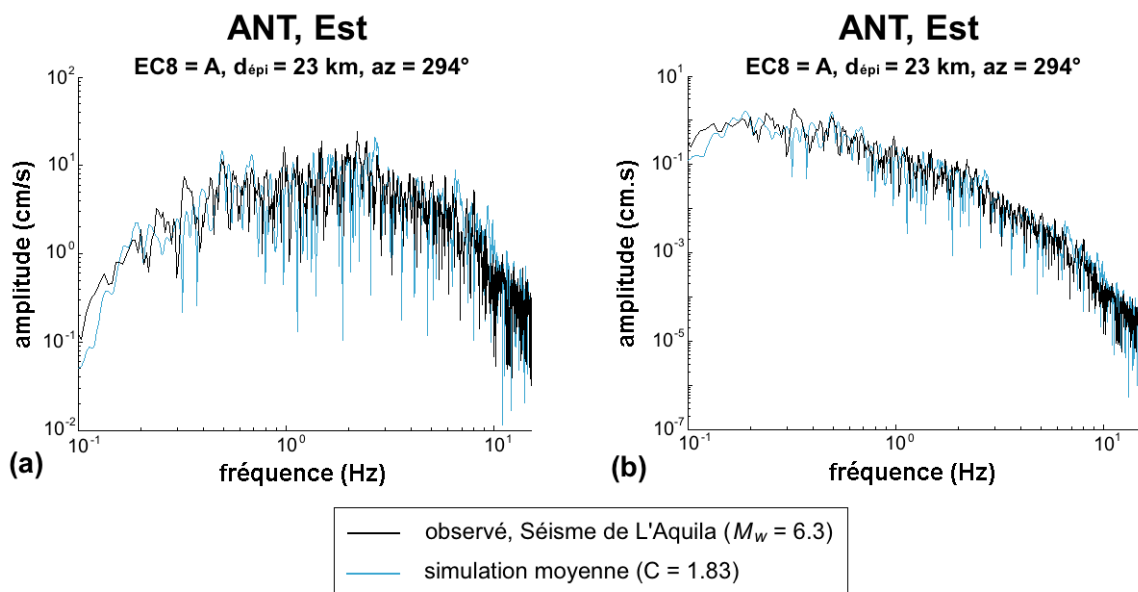 ANT, Est
EC8 = A, dépi = 23 km, az = 294°
10²
10¹
10⁰
10⁻¹
10⁻²
amplitude (cm/s)
10⁻¹
10⁰
10¹
fréquence (Hz)
(a)
ANT, Est
EC8 = A, dépi = 23 km, az = 294°
10¹
10⁻¹
10⁻³
10⁻⁵
10⁻⁷
amplitude (cm.s)
10⁻¹
10⁰
10¹
fréquence (Hz)
(b)
observé, Séisme de L'Aquila (Mw = 6.3)
simulation moyenne (C = 1.83)